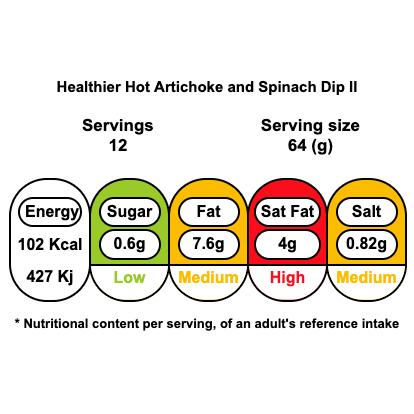 Healthier Hot Artichoke and Spinach Dip II
Servings Serving size
12 64 (g)
Energy Sugar Fat Sat Fat Salt
102 Kcal 0.6g 7.6g 4g 0.82g
427 Kj Low Medium High Medium
* Nutritional content per serving, of an adult's reference intake